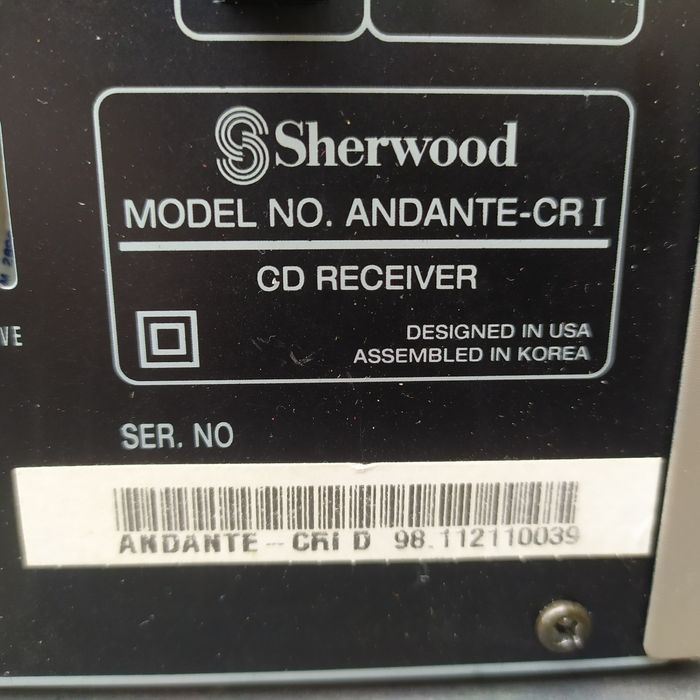 Sherwood
MODEL NO. ANDANTE-CR I
CD RECEIVER
DESIGNED IN USA
ASSEMBLED IN KOREA
VE
SER. NO
ANDANTE-CRI D 98.112110039